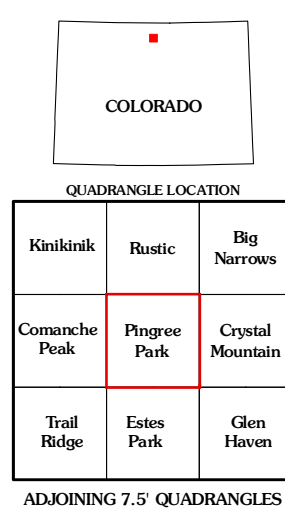 COLORADO
QUADRANGLE LOCATION
Kinikinik
Rustic
Big
Narrows
Comanche
Peak
Pingree
Park
Crystal
Mountain
Trail
Ridge
Estes
Park
Glen
Haven
ADJOINING 7.5' QUADRANGLES